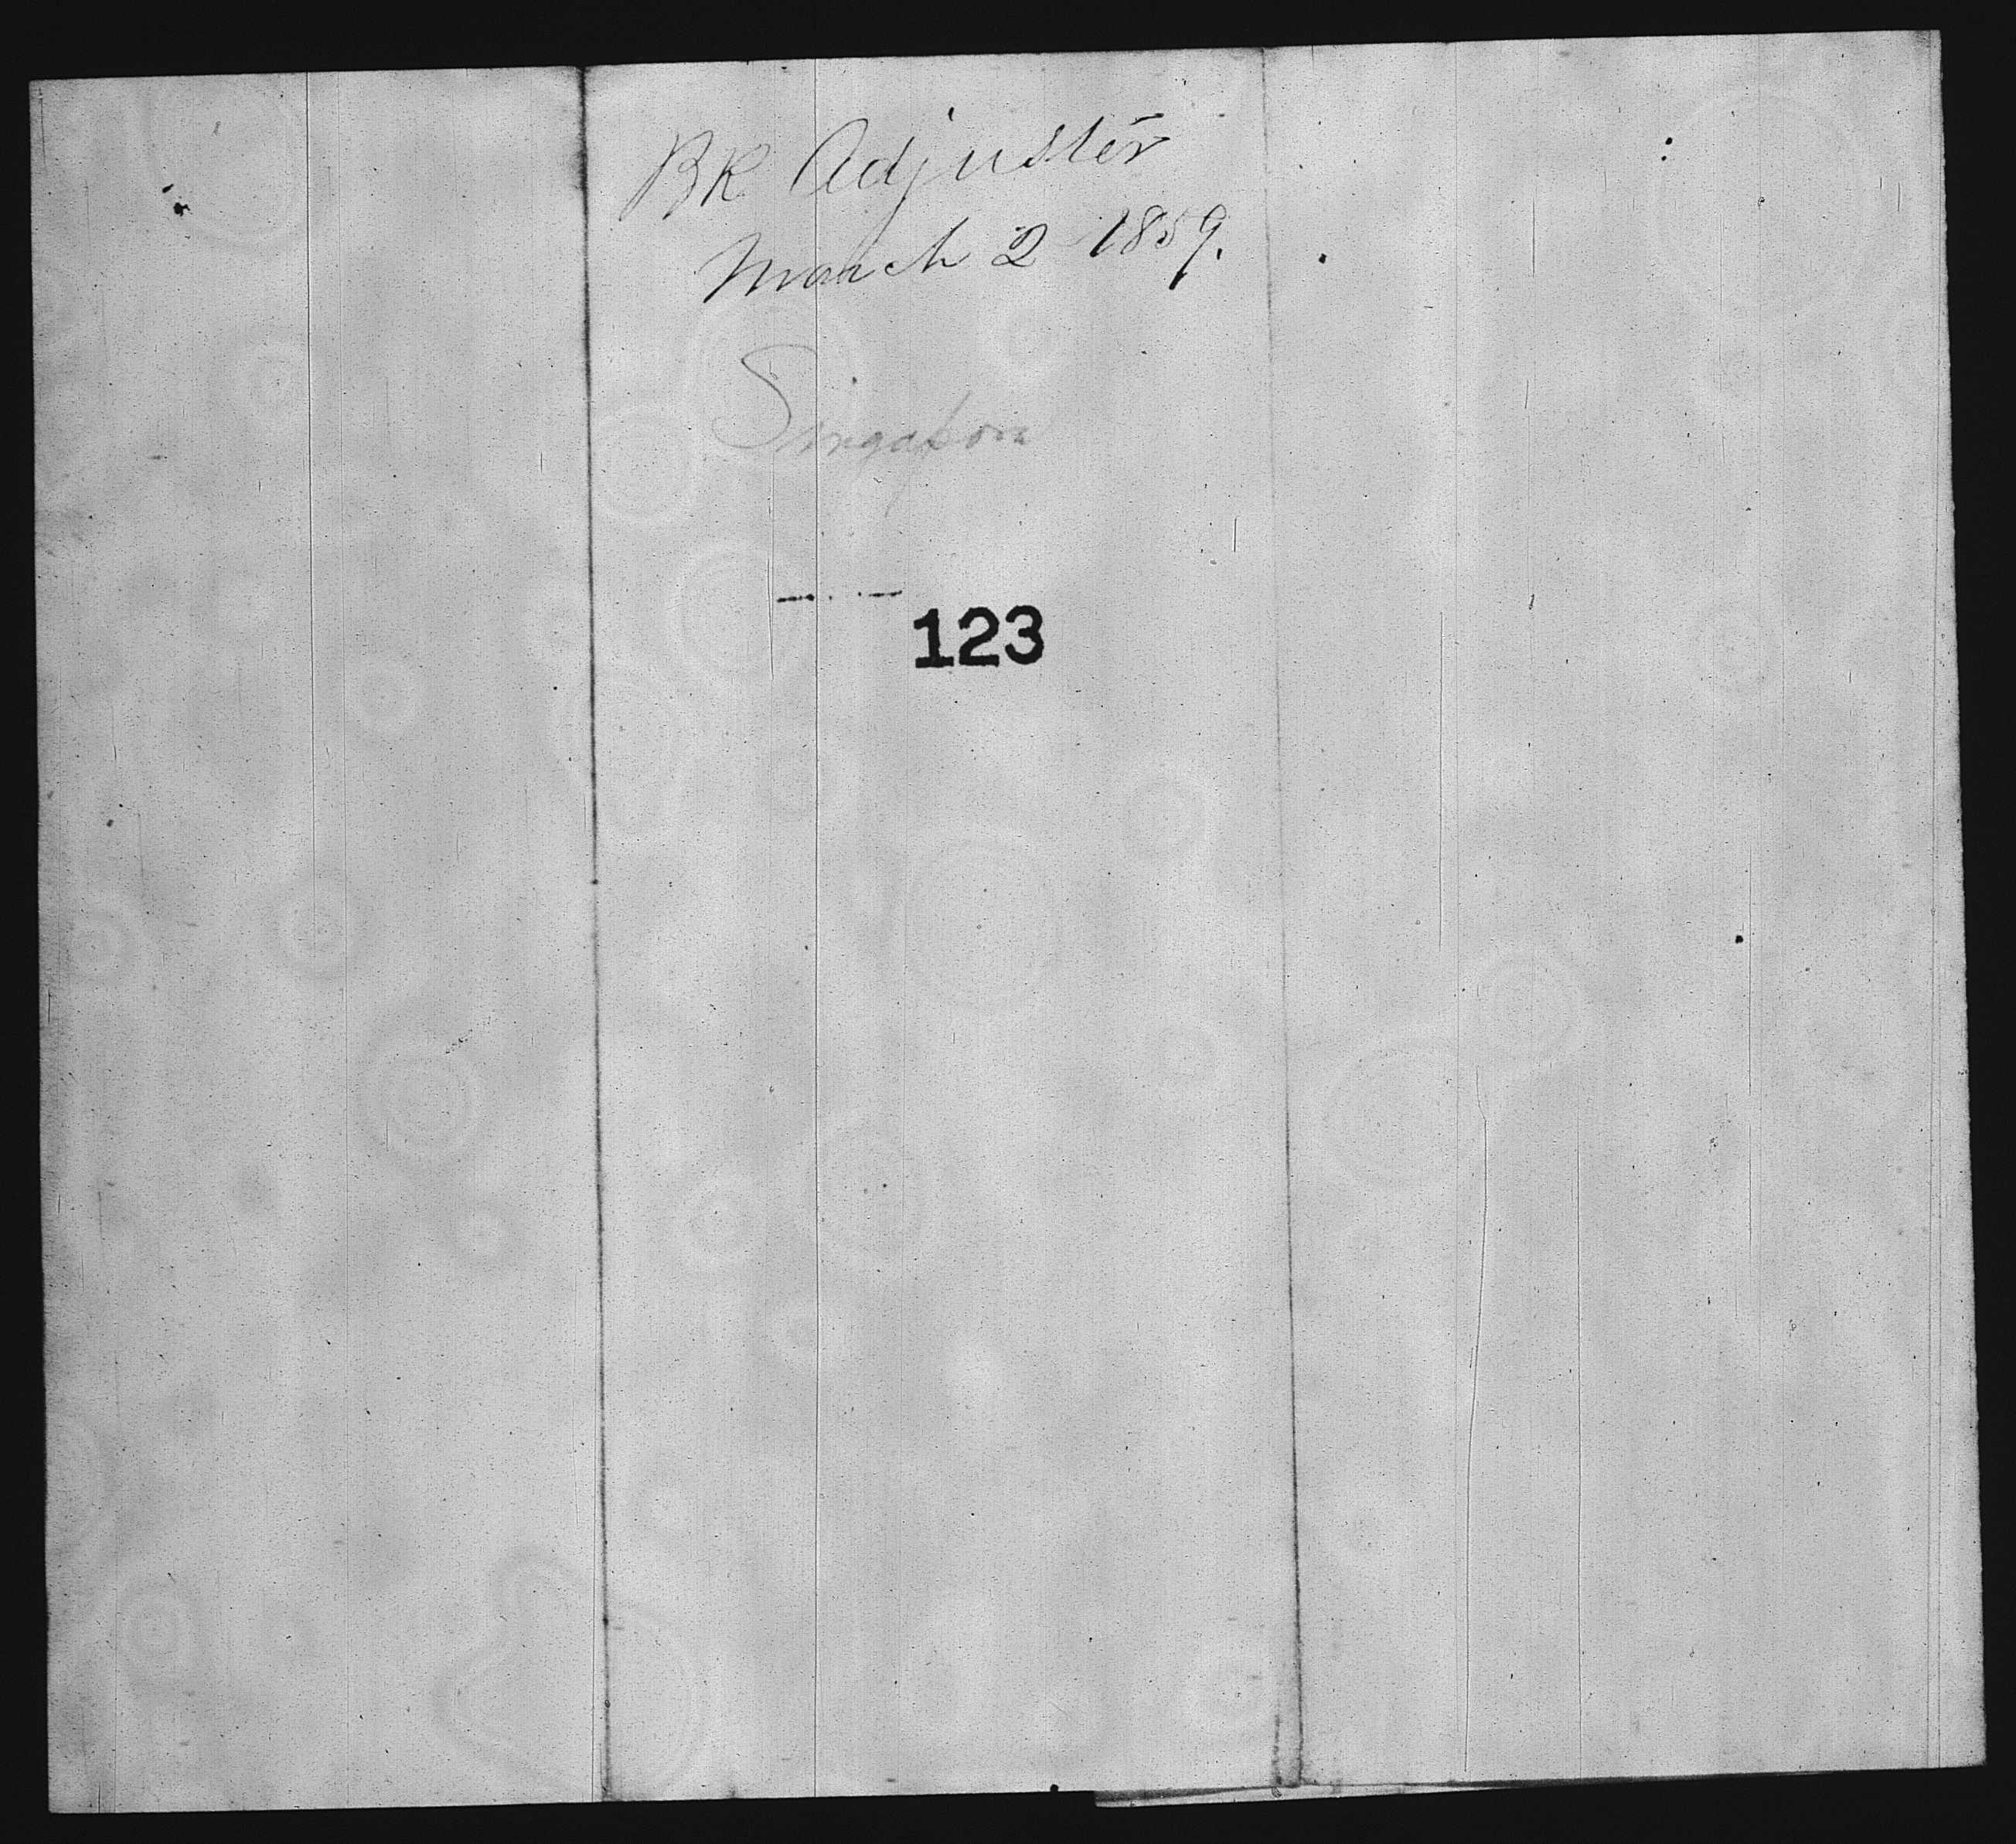 BK Adjuster
March 2 1859.
Singapore
123